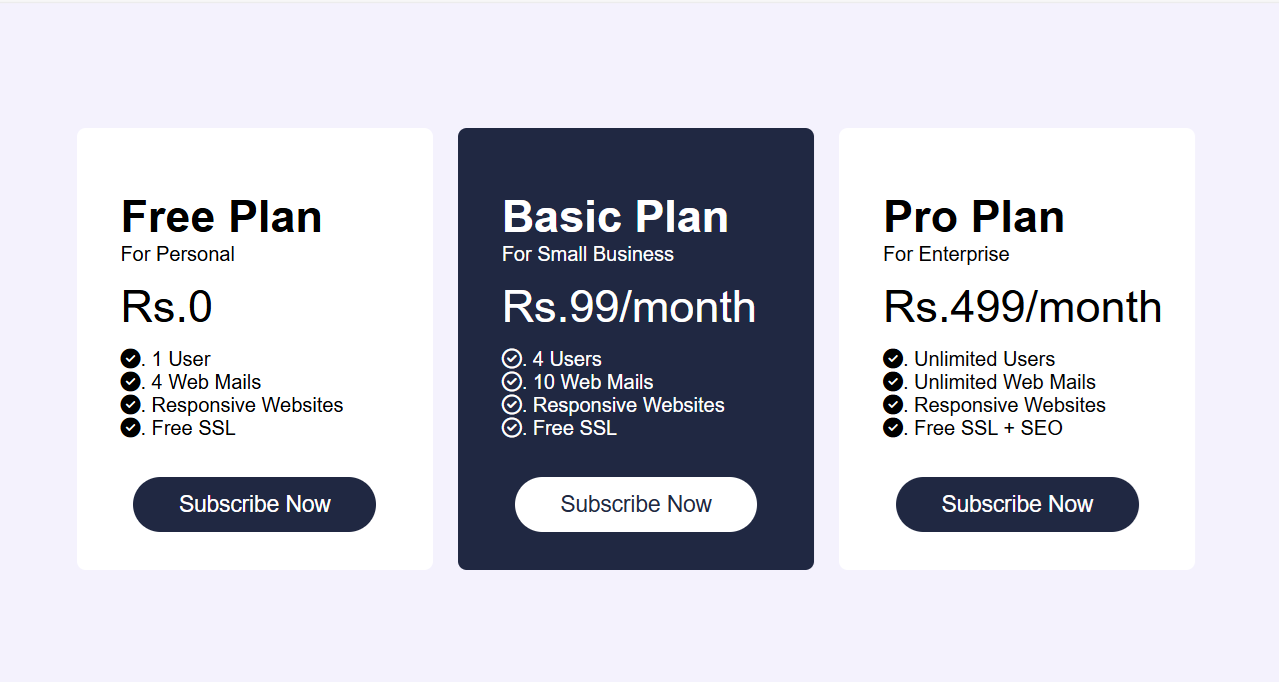 Free Plan
For Personal
Rs.0
. 1 User
. 4 Web Mails
. Responsive Websites
. Free SSL
Subscribe Now
Basic Plan
For Small Business
Rs.99/month
. 4 Users
. 10 Web Mails
. Responsive Websites
. Free SSL
Subscribe Now
Pro Plan
For Enterprise
Rs.499/month
. Unlimited Users
. Unlimited Web Mails
. Responsive Websites
. Free SSL + SEO
Subscribe Now